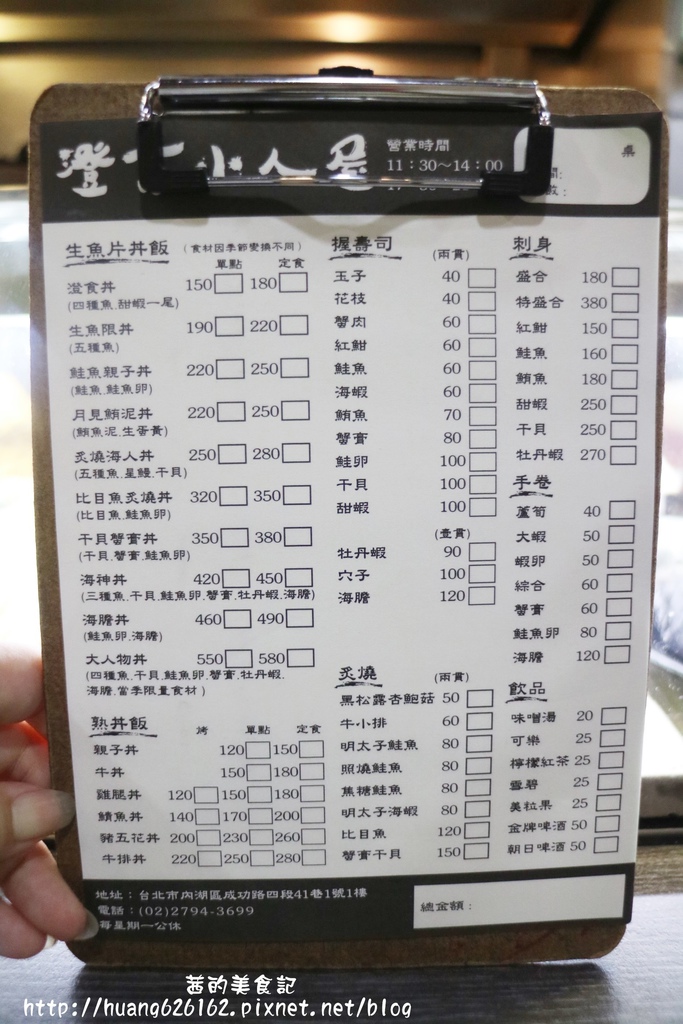 澄 小人屋
營業時間
11：30～14：00
桌
生魚片丼飯 (食材因季節變換不同)
單點 定食
澄食丼 150 180
(四種魚.甜蝦一尾)
生魚限丼 190 220
(五種魚)
鮭魚親子丼 220 250
(鮭魚.鮭魚卵)
月見鮪泥丼 220 250
(鮪魚泥.生蛋黃)
炙燒海人丼 250 280
(五種魚.星鰻.干貝)
比目魚炙燒丼 320 350
(比目魚.鮭魚卵)
干貝蟹膏丼 350 380
(干貝.蟹膏.鮭魚卵)
海神丼 420 450
(三種魚.干貝.鮭魚卵.蟹膏.牡丹蝦.海膽)
海膽丼 460 490
(鮭魚卵.海膽)
大人物丼 550 580
(四種魚.干貝.鮭魚卵.蟹膏.牡丹蝦.
海膽.當季限量食材)
熟丼飯 烤 單點 定食
親子丼 120 150
牛丼 150 180
雞腿丼 120 150 180
鯖魚丼 140 170 200
豬五花丼 200 230 260
牛排丼 220 250 280
握壽司 (兩貫)
玉子 40
花枝 40
蟹肉 60
紅魽 60
鮭魚 60
海蝦 60
鮪魚 70
蟹膏 80
鮭卵 100
干貝 100
甜蝦 100
(壹貫)
牡丹蝦 90
穴子 100
海膽 120
炙燒 (兩貫)
黑松露杏鮑菇 50
牛小排 60
明太子鮭魚 80
照燒鮭魚 80
焦糖鮭魚 80
明太子海蝦 80
比目魚 120
蟹膏干貝 150
刺身
盛合 180
特盛合 380
紅魽 150
鮭魚 160
鮪魚 180
甜蝦 250
干貝 250
牡丹蝦 270
手卷
蘆筍 40
大蝦 50
蝦卵 50
綜合 60
蟹膏 60
鮭魚卵 80
海膽 120
飲品
味噌湯 20
可樂 25
檸檬紅茶 25
雪碧 25
美粒果 25
金牌啤酒 50
朝日啤酒 50
地址：台北市內湖區成功路四段41巷1號1樓
電話：(02)2794-3699
每星期一公休
總金額：
茜的美食記
http://huang626162.pixnet.net/blog